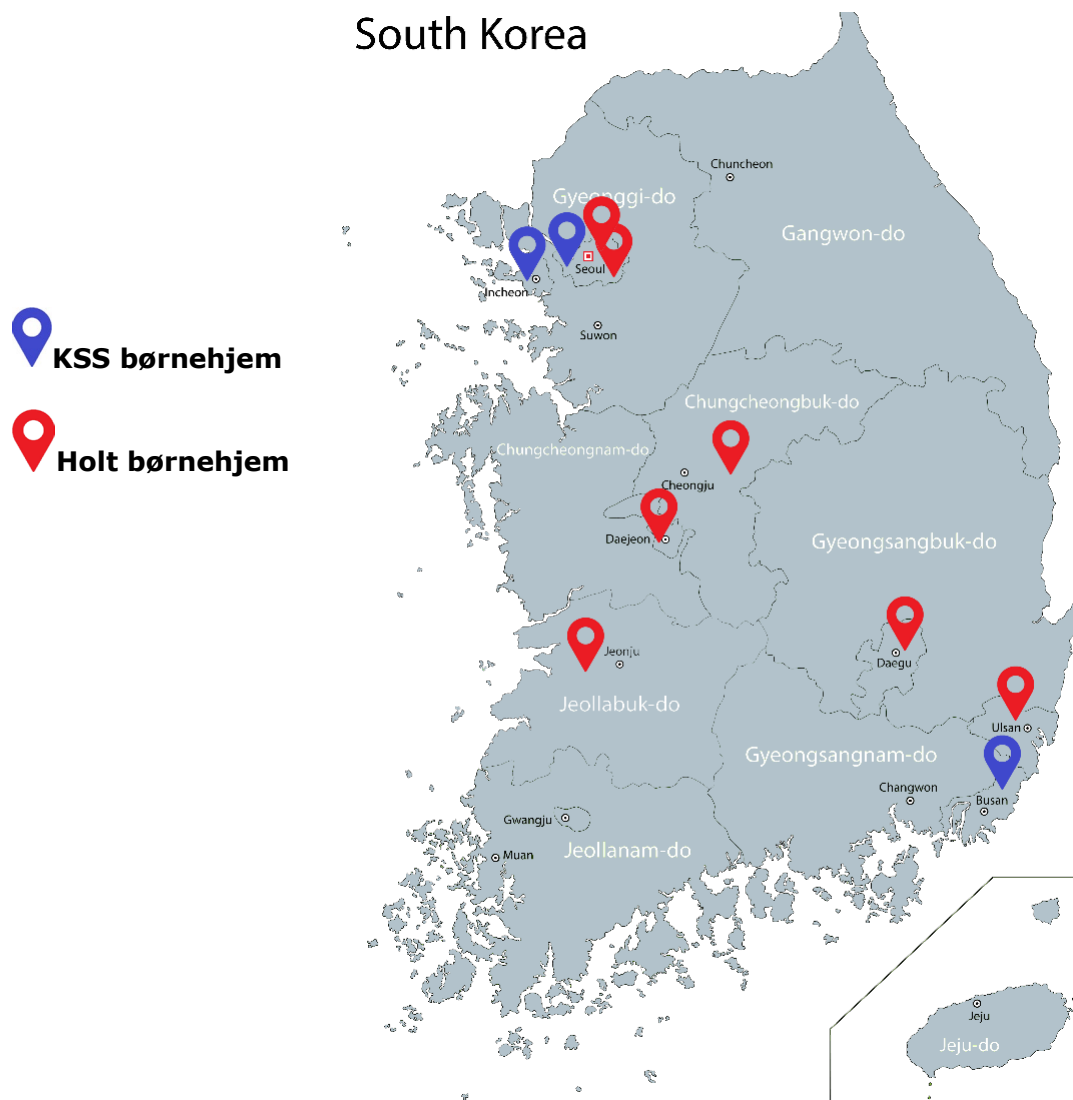 South Korea
Chuncheon
Gyeonggi-do
Gangwon-do
Seoul
Incheon
Suwon
KSS børnehjem
Chungcheongbuk-do
Chungcheongnam-do
Holt børnehjem
Cheongju
Daejeon
Gyeongsangbuk-do
Jeonju
Daegu
Jeollabuk-do
Ulsan
Gyeongsangnam-do
Changwon
Busan
Gwangju
Jeollanam-do
Muan
Jeju
Jeju-do